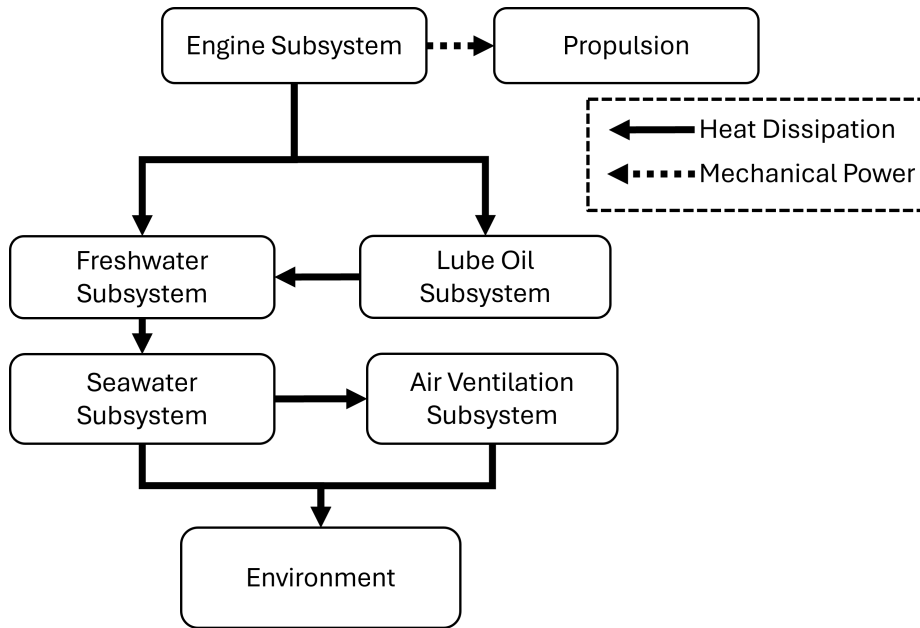 Engine Subsystem
Propulsion
Heat Dissipation
Mechanical Power
Freshwater
Subsystem
Lube Oil
Subsystem
Seawater
Subsystem
Air Ventilation
Subsystem
Environment